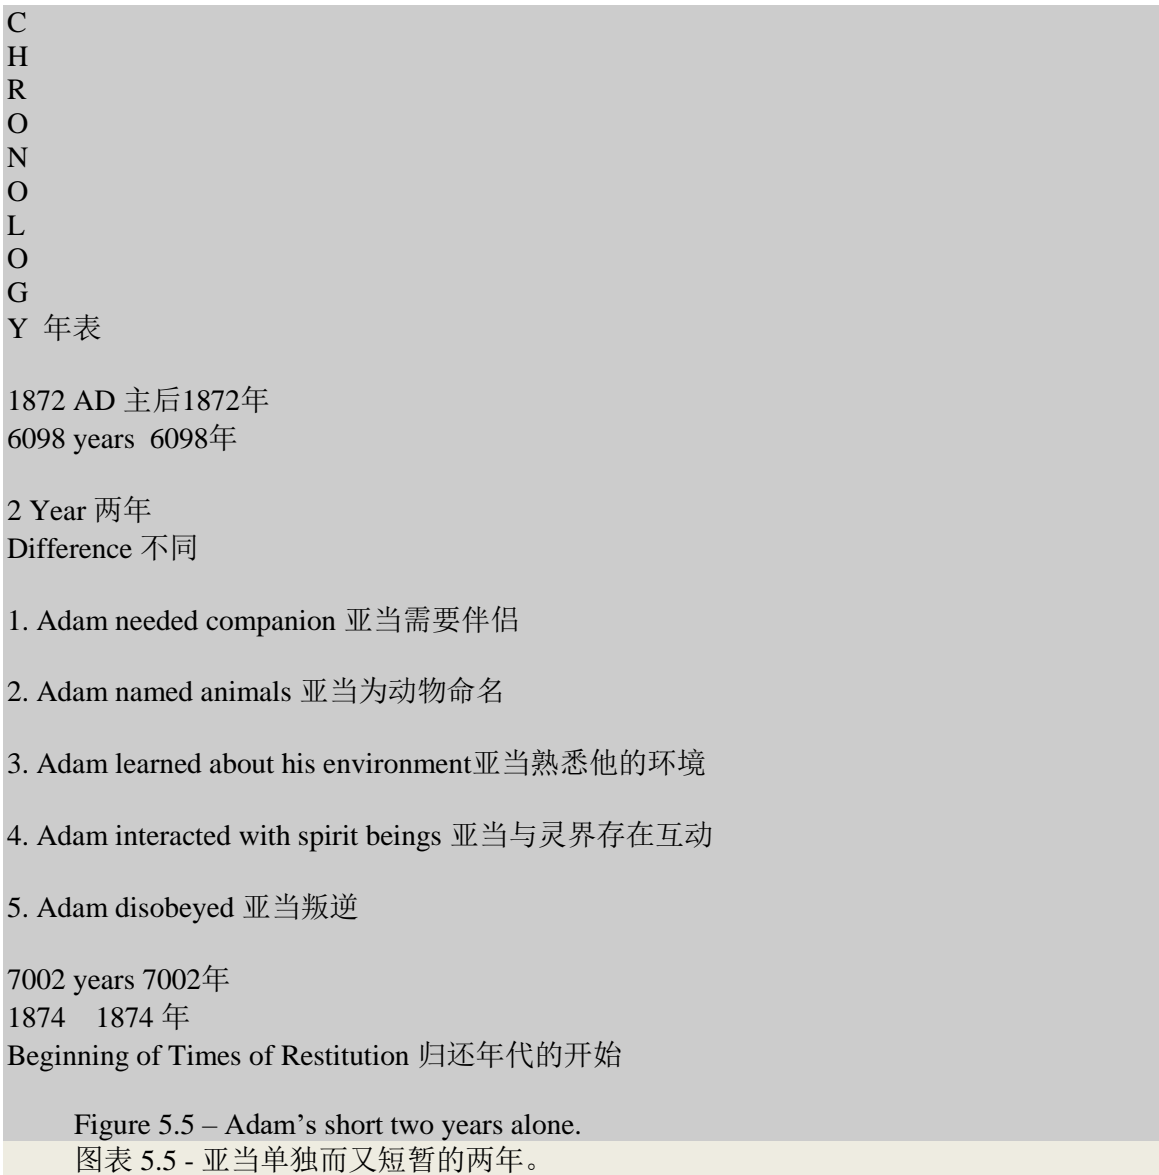 C
H
R
O
N
O
L
O
G
Y 年表
1872 AD 主后1872年
6098 years 6098年
2 Year 两年
Difference 不同
1. Adam needed companion 亚当需要伴侣
2. Adam named animals 亚当为动物命名
3. Adam learned about his environment亚当熟悉他的环境
4. Adam interacted with spirit beings 亚当与灵界存在互动
5. Adam disobeyed 亚当叛逆
7002 years 7002年
1874 1874 年
Beginning of Times of Restitution 归还年代的开始
Figure 5.5 – Adam’s short two years alone.
图表 5.5 - 亚当单独而又短暂的两年。